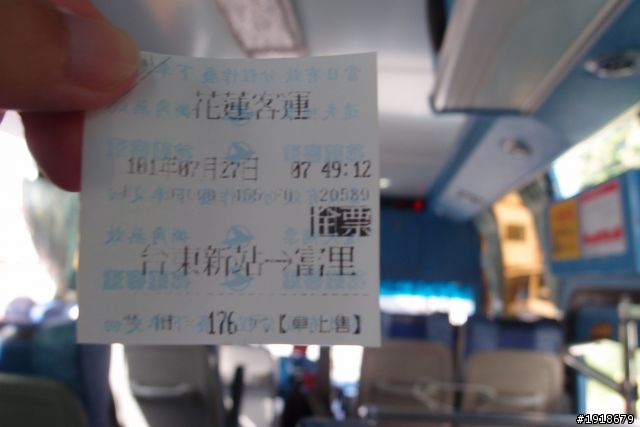 花蓮客運
101年07月27日 07 49:12
20589
全票
台東新站→富里
176 元【車上售】
#1918679